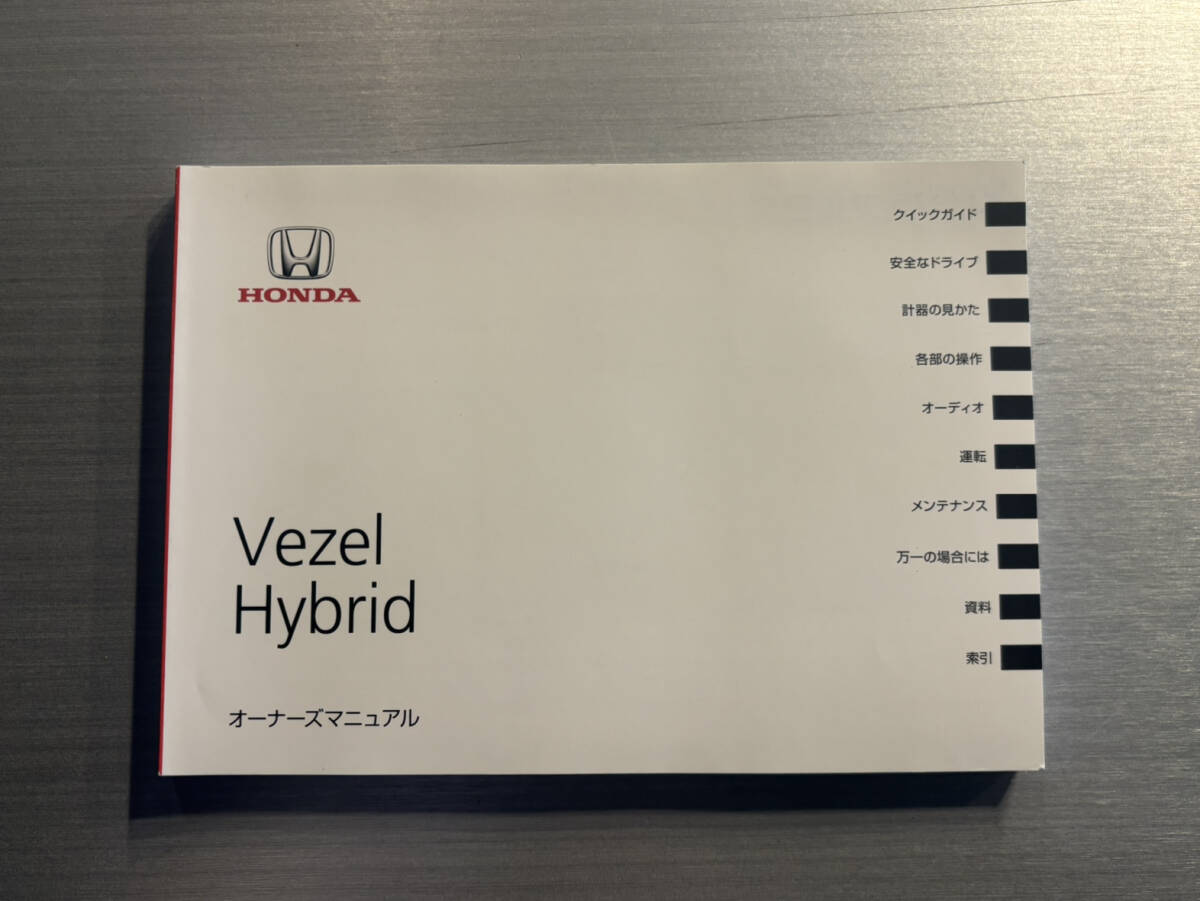 HONDA
Vezel
Hybrid
オーナーズマニュアル
クイックガイド
安全なドライブ
計器の見かた
各部の操作
オーディオ
運転
メンテナンス
万一の場合には
資料
索引